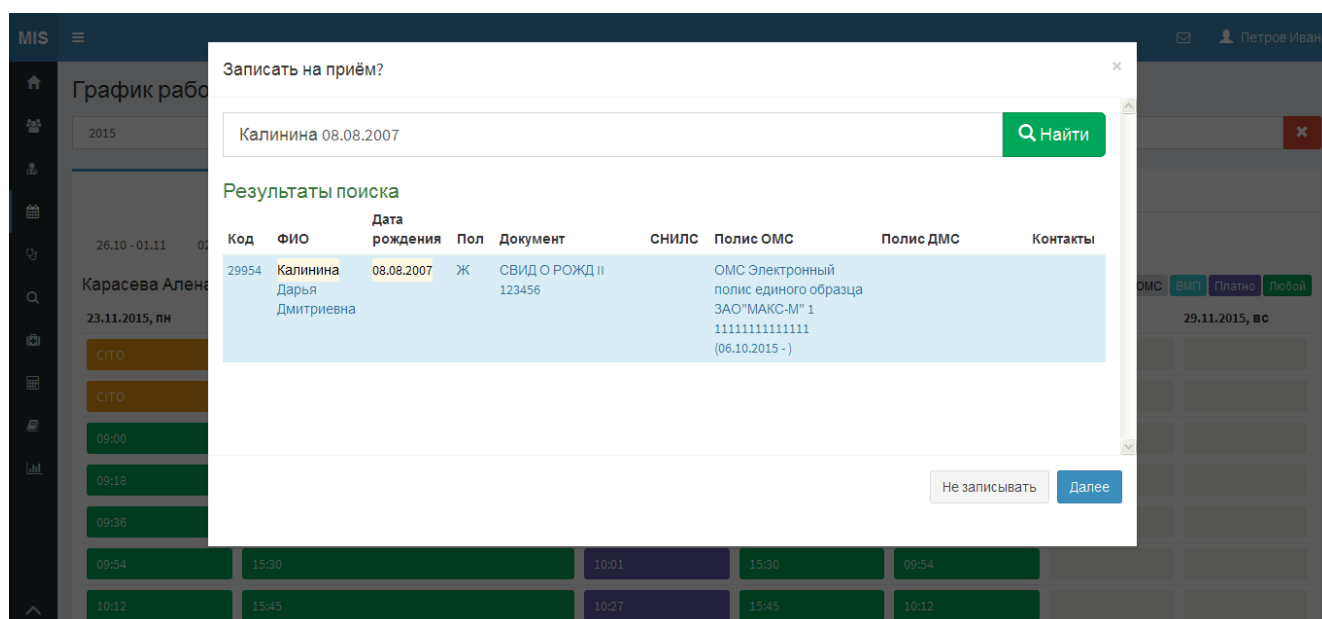 MIS
Петров Иван
Записать на приём?
×
График рабо
2015
Калинина 08.08.2007
Найти
Результаты поиска
Код ФИО Дата рождения Пол Документ СНИЛС Полис ОМС Полис ДМС Контакты
29954 Калинина 08.08.2007 Ж СВИД О РОЖД II ОМС Электронный
Дарья 123456 полис единого образца
Дмитриевна ЗАО"МАКС-М" 1
11111111111111
(06.10.2015 - )
26.10 - 01.11 02
Карасева Алена
ОМС ВМП Платно Любой
23.11.2015, пн 29.11.2015, вс
CITO
CITO
09:00
09:18
Не записывать Далее
09:36
09:54 15:30 10:01 15:30 09:54
10:12 15:45 10:27 15:45 10:12